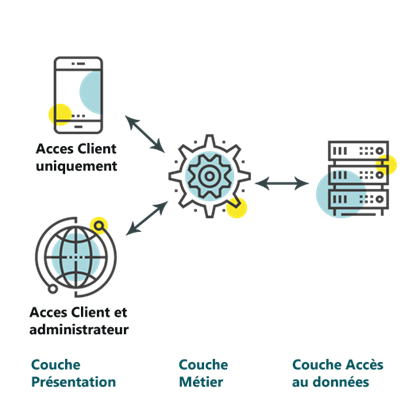 Acces Client
uniquement
Acces Client et
administrateur
Couche
Présentation
Couche
Métier
Couche Accès
au données